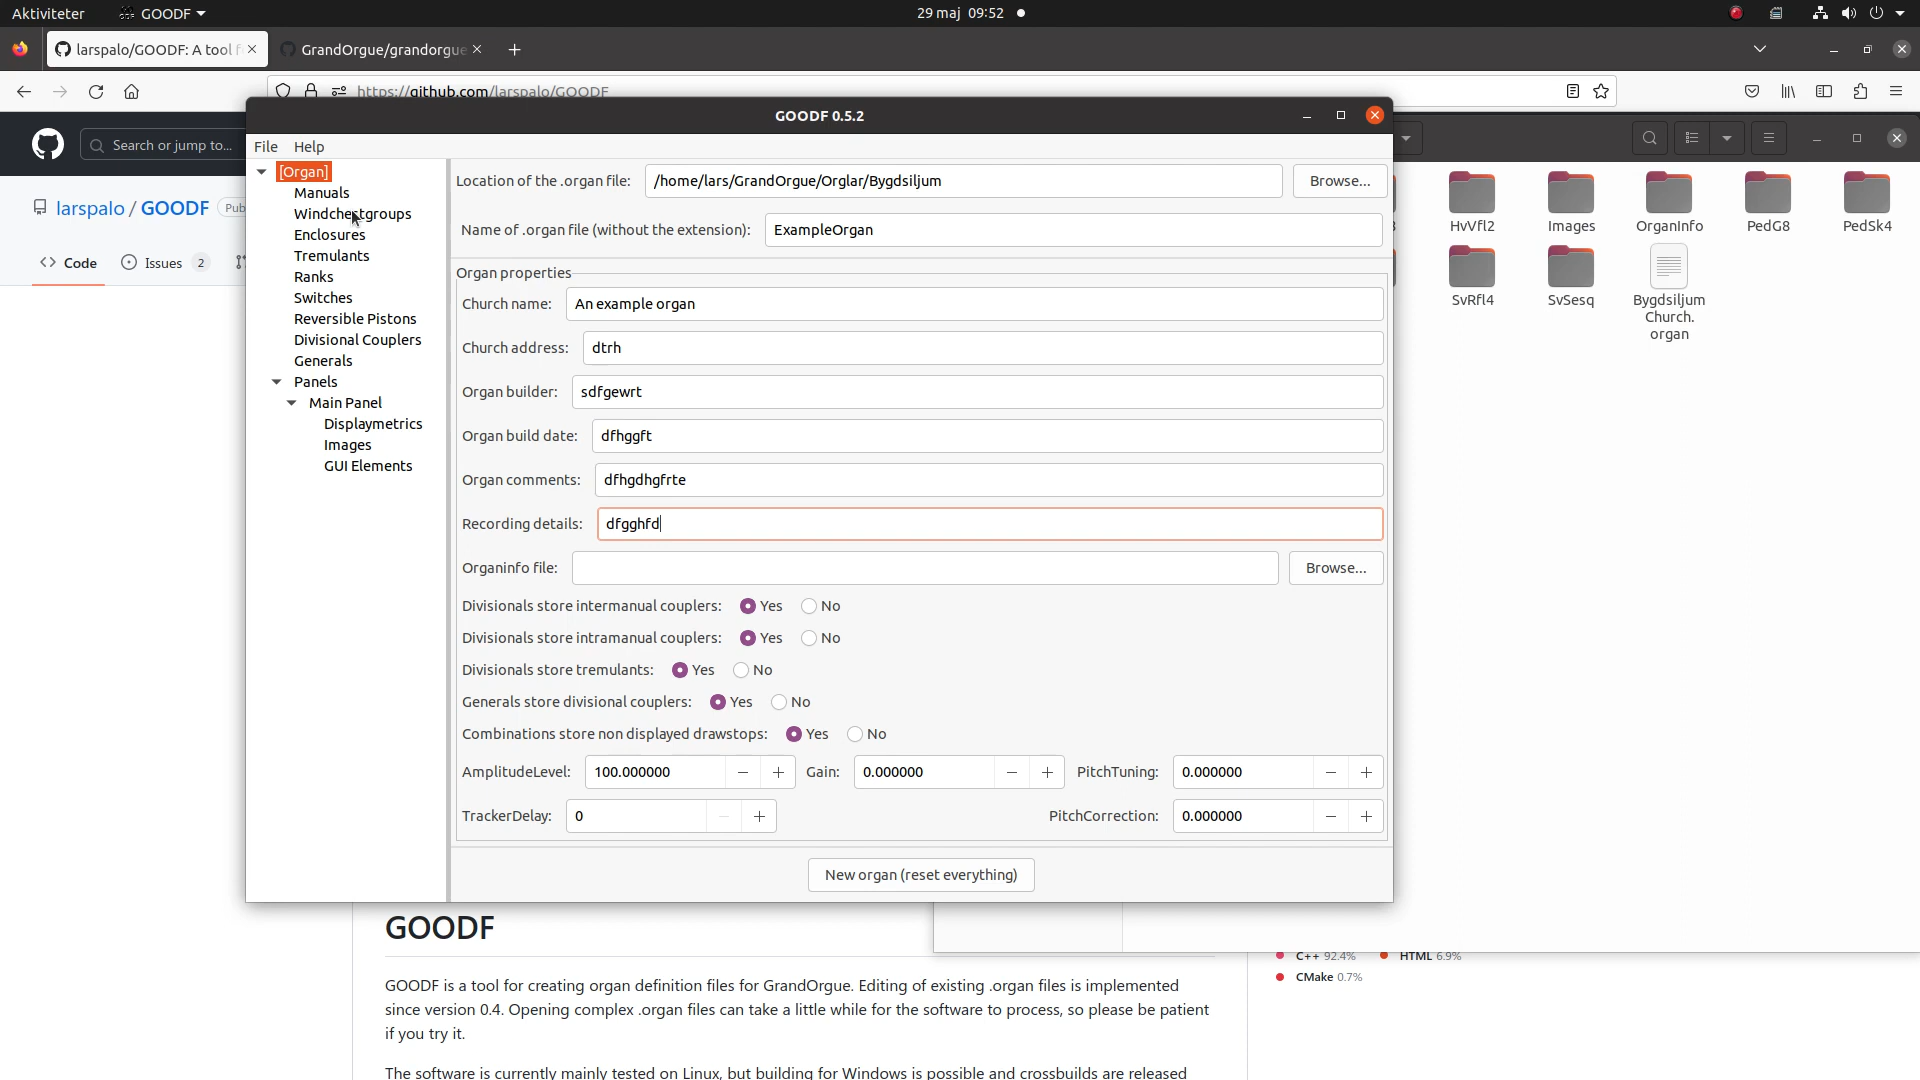 Aktiviteter GOODF 29 maj 09:52
larspalo/GOODF: A tool f GrandOrgue/grandorgue
https://github.com/larspalo/GOODF
GOODF 0.5.2
Search or jump to...
File Help
larspalo / GOODF Pub
Code Issues 2
[Organ]
Manuals
Windchestgroups
Enclosures
Tremulants
Ranks
Switches
Reversible Pistons
Divisional Couplers
Generals
Panels
Main Panel
Displaymetrics
Images
GUI Elements
Location of the .organ file: /home/lars/GrandOrgue/Orglar/Bygdsiljum Browse...
Name of .organ file (without the extension): ExampleOrgan
Organ properties
Church name: An example organ
Church address: dtrh
Organ builder: sdfgewrt
Organ build date: dfhggft
Organ comments: dfhgdhgfrte
Recording details: dfgghfd
Organinfo file: Browse...
Divisionals store intermanual couplers: Yes No
Divisionals store intramanual couplers: Yes No
Divisionals store tremulants: Yes No
Generals store divisional couplers: Yes No
Combinations store non displayed drawstops: Yes No
AmplitudeLevel: 100.000000 Gain: 0.000000 PitchTuning: 0.000000
TrackerDelay: 0 PitchCorrection: 0.000000
New organ (reset everything)
HvVfl2 Images OrganInfo PedG8 PedSk4
SvRfl4 SvSesq Bygdsiljum
Church.
organ
GOODF
GOODF is a tool for creating organ definition files for GrandOrgue. Editing of existing .organ files is implemented
since version 0.4. Opening complex .organ files can take a little while for the software to process, so please be patient
if you try it.
The software is currently mainly tested on Linux, but building for Windows is possible and crossbuilds are released
C++ 92.4% HTML 6.9%
CMake 0.7%